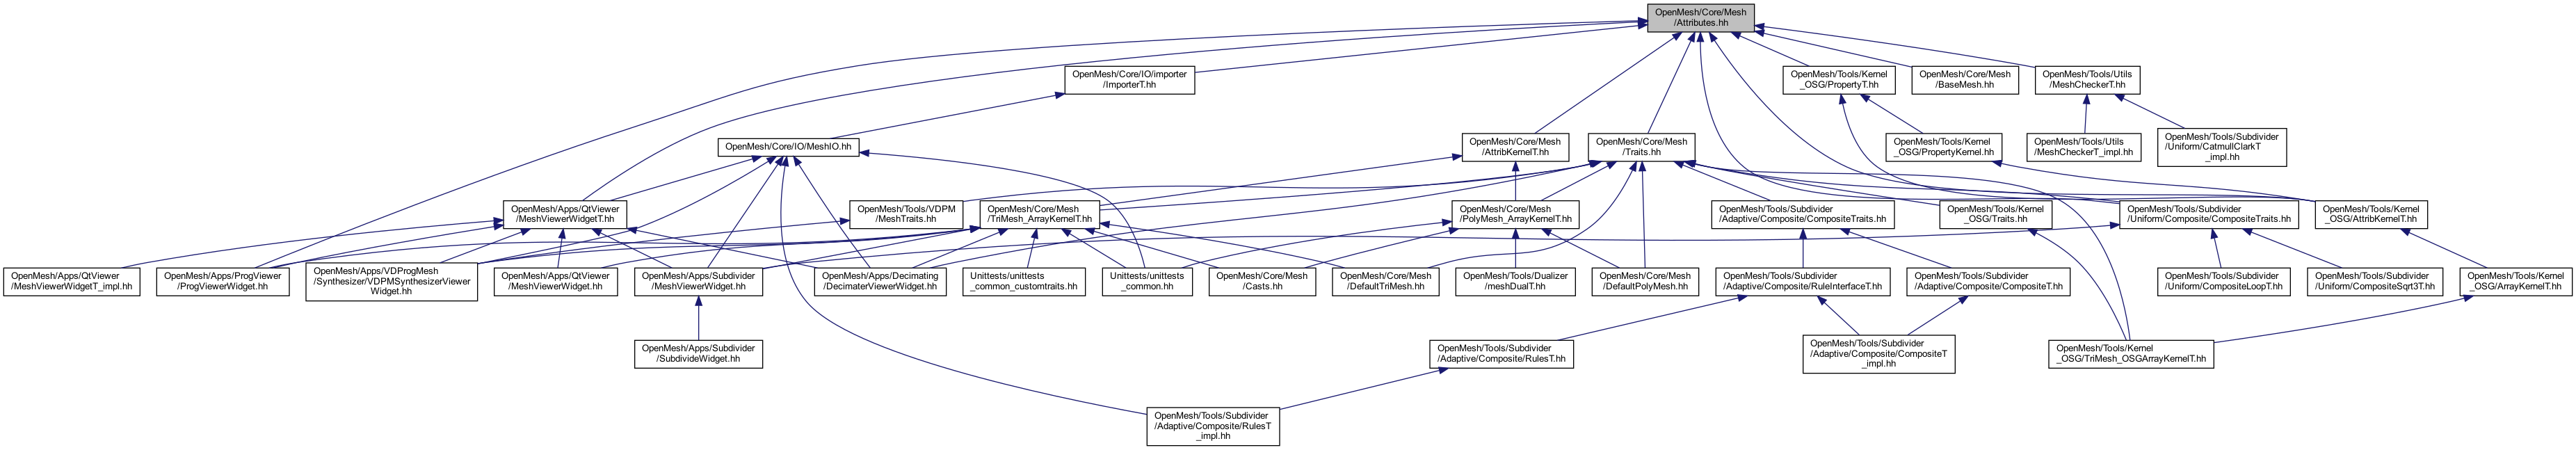 OpenMesh/Core/Mesh
/Attributes.hh
OpenMesh/Core/IO/importer
/ImporterT.hh
OpenMesh/Tools/Kernel
_OSG/PropertyT.hh
OpenMesh/Core/Mesh
/BaseMesh.hh
OpenMesh/Tools/Utils
/MeshCheckerT.hh
OpenMesh/Core/IO/MeshIO.hh
OpenMesh/Core/Mesh
/AttribKernelT.hh
OpenMesh/Core/Mesh
/Traits.hh
OpenMesh/Tools/Kernel
_OSG/PropertyKernel.hh
OpenMesh/Tools/Utils
/MeshCheckerT_impl.hh
OpenMesh/Tools/Subdivider
/Uniform/CatmullClarkT
_impl.hh
OpenMesh/Apps/QtViewer
/MeshViewerWidgetT.hh
OpenMesh/Tools/VDPM
/MeshTraits.hh
OpenMesh/Core/Mesh
/TriMesh_ArrayKernelT.hh
OpenMesh/Core/Mesh
/PolyMesh_ArrayKernelT.hh
OpenMesh/Tools/Subdivider
/Adaptive/Composite/CompositeTraits.hh
OpenMesh/Tools/Kernel
_OSG/Traits.hh
OpenMesh/Tools/Subdivider
/Uniform/CompositeTraits.hh
OpenMesh/Tools/Kernel
_OSG/AttribKernelT.hh
OpenMesh/Apps/QtViewer
/MeshViewerWidgetT_impl.hh
OpenMesh/Apps/ProgViewer
/ProgViewerWidget.hh
OpenMesh/Apps/VDProgMesh
/Synthesizer/VDPMSynthesizerViewer
Widget.hh
OpenMesh/Apps/QtViewer
/MeshViewerWidget.hh
OpenMesh/Apps/Subdivider
/MeshViewerWidget.hh
OpenMesh/Apps/Decimating
/DecimaterViewerWidget.hh
Unittests/unittests
_common_customtraits.hh
Unittests/unittests
_common.hh
OpenMesh/Core/Mesh
/Casts.hh
OpenMesh/Core/Mesh
/DefaultTriMesh.hh
OpenMesh/Tools/Dualizer
/meshDualT.hh
OpenMesh/Core/Mesh
/DefaultPolyMesh.hh
OpenMesh/Tools/Subdivider
/Adaptive/Composite/RuleInterfaceT.hh
OpenMesh/Tools/Subdivider
/Adaptive/Composite/CompositeT.hh
OpenMesh/Tools/Subdivider
/Uniform/CompositeLoopT.hh
OpenMesh/Tools/Subdivider
/Uniform/CompositeSqrt3T.hh
OpenMesh/Tools/Kernel
_OSG/ArrayKernelT.hh
OpenMesh/Apps/Subdivider
/SubdivideWidget.hh
OpenMesh/Tools/Subdivider
/Adaptive/Composite/RulesT.hh
OpenMesh/Tools/Subdivider
/Adaptive/Composite/CompositeT
_impl.hh
OpenMesh/Tools/Kernel
_OSG/TriMesh_OSGArrayKernelT.hh
OpenMesh/Tools/Subdivider
/Adaptive/Composite/RulesT
_impl.hh